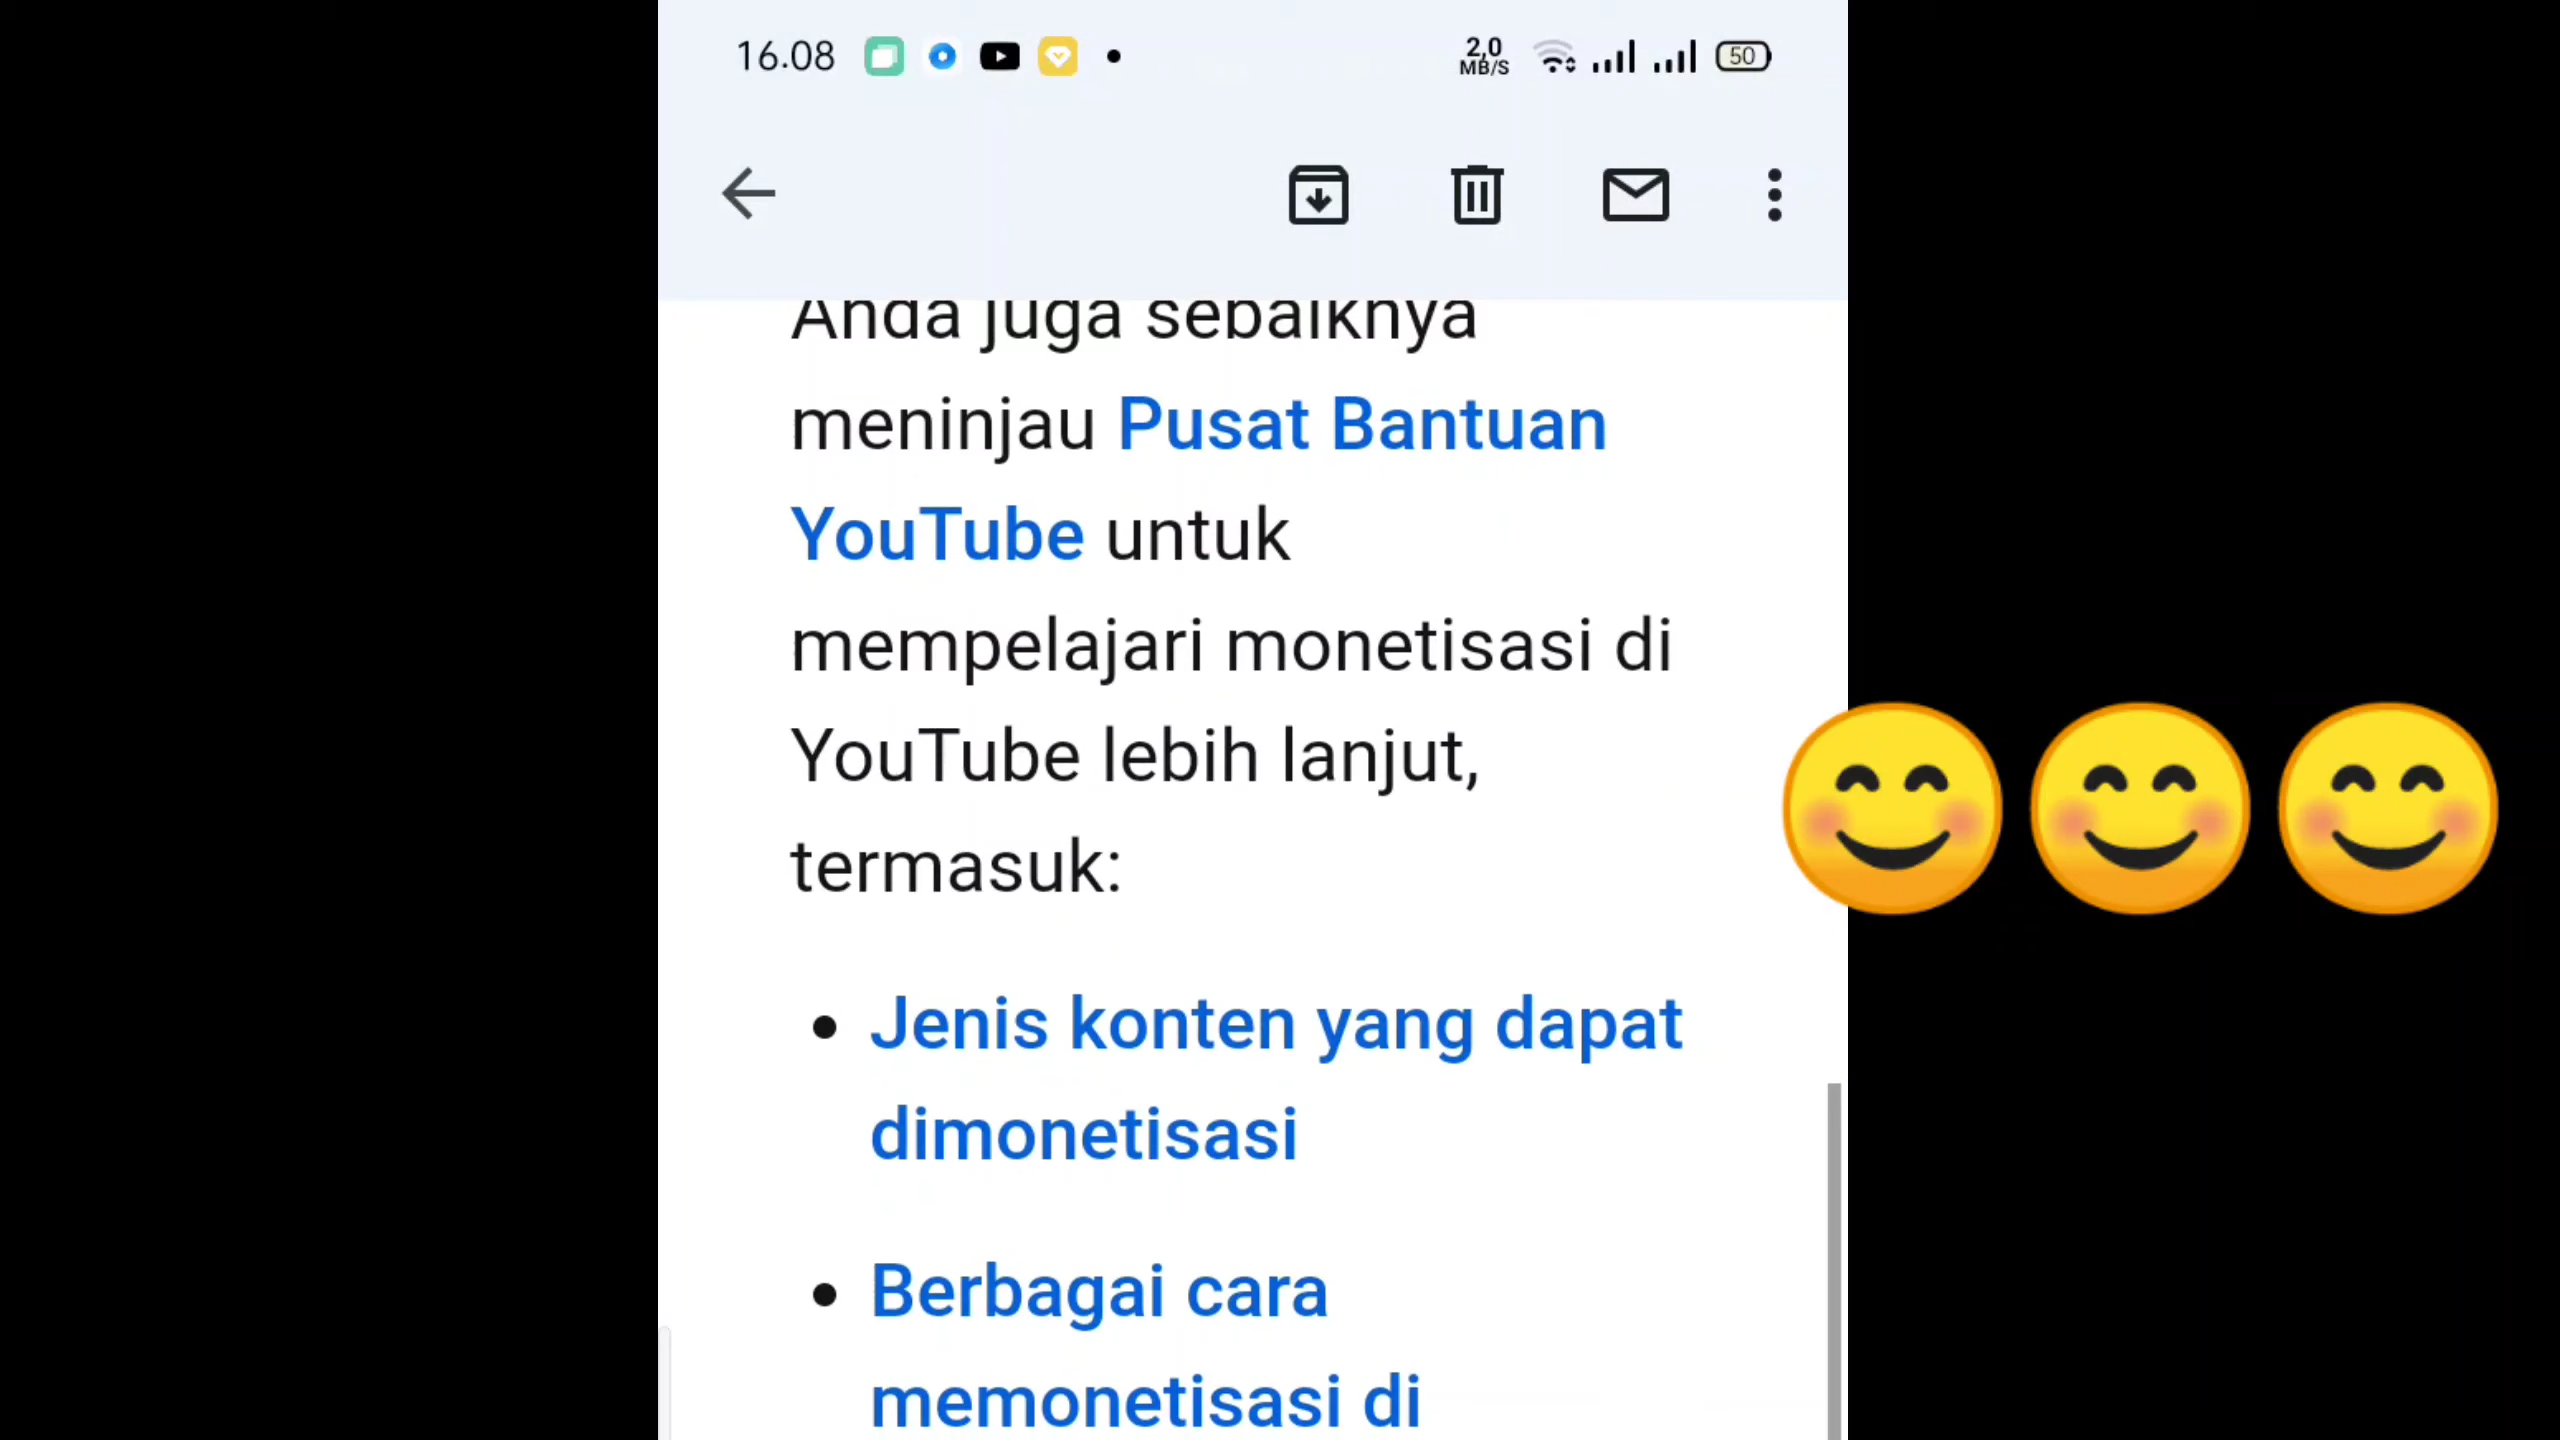 16.08
2,0
MB/S
50
Anda juga sebaiknya
meninjau Pusat Bantuan
YouTube untuk
mempelajari monetisasi di
YouTube lebih lanjut,
termasuk:
• Jenis konten yang dapat
dimonetisasi
• Berbagai cara
memonetisasi di